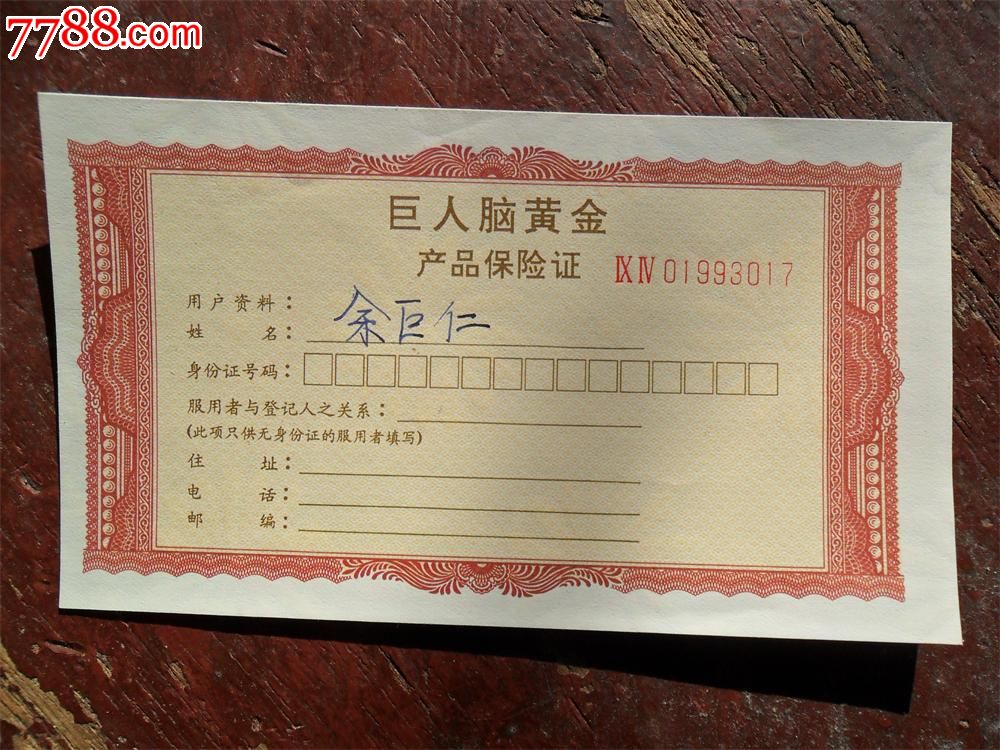 7788.com
巨人脑黄金
产品保险证 ⅨⅣ01993017
用户资料：
姓名：余巨仁
身份证号码：
服用者与登记人之关系：
(此项只供无身份证的服用者填写)
住址：
电话：
邮编：